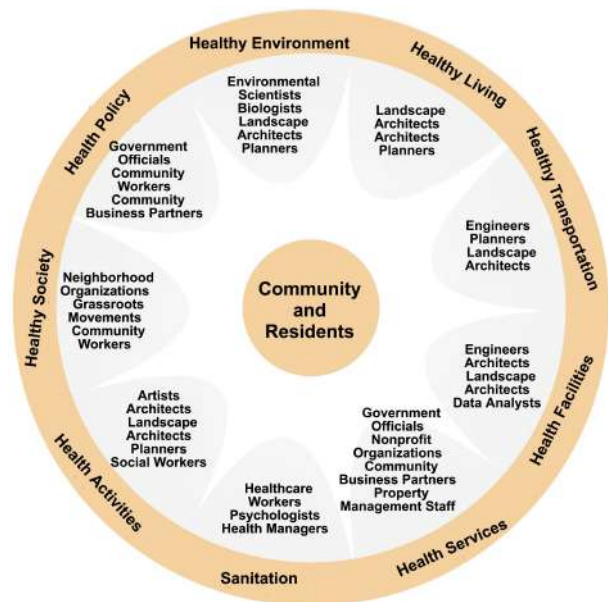 Healthy Environment
Healthy Living
Healthy Transportation
Health Facilities
Health Services
Sanitation
Health Activities
Healthy Society
Health Policy
Environmental
Scientists
Biologists
Landscape
Architects
Planners
Landscape
Architects
Architects
Planners
Engineers
Planners
Landscape
Architects
Engineers
Architects
Landscape
Architects
Data Analysts
Government
Officials
Nonprofit
Organizations
Community
Business Partners
Property
Management Staff
Healthcare
Workers
Psychologists
Health Managers
Artists
Architects
Landscape
Architects
Planners
Social Workers
Neighborhood
Organizations
Grassroots
Movements
Community
Workers
Government
Officials
Community
Workers
Community
Business Partners
Community
and
Residents